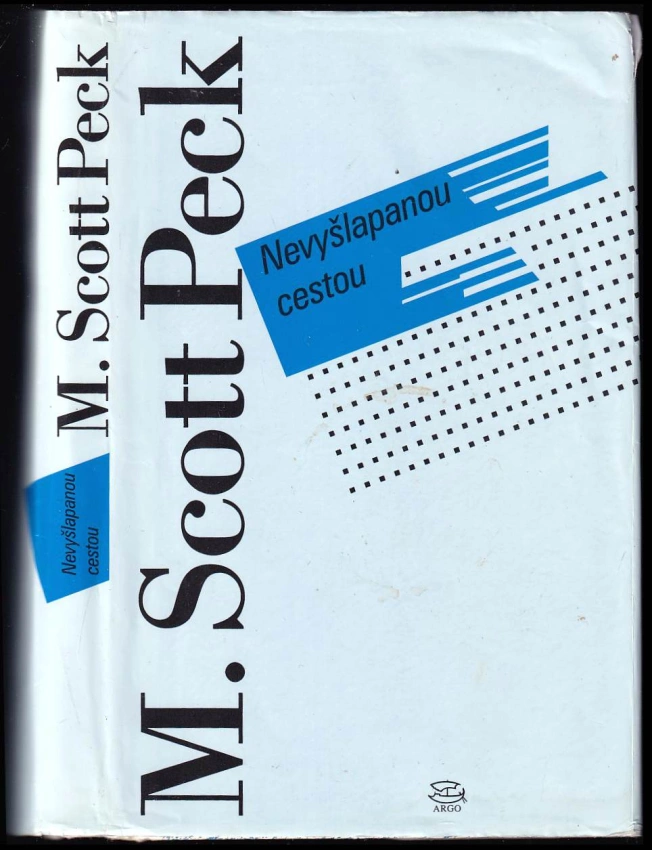 M. Scott Peck
Nevyšlapanou
cestou
M. Scott Peck
Nevyšlapanou
cestou
ARGO